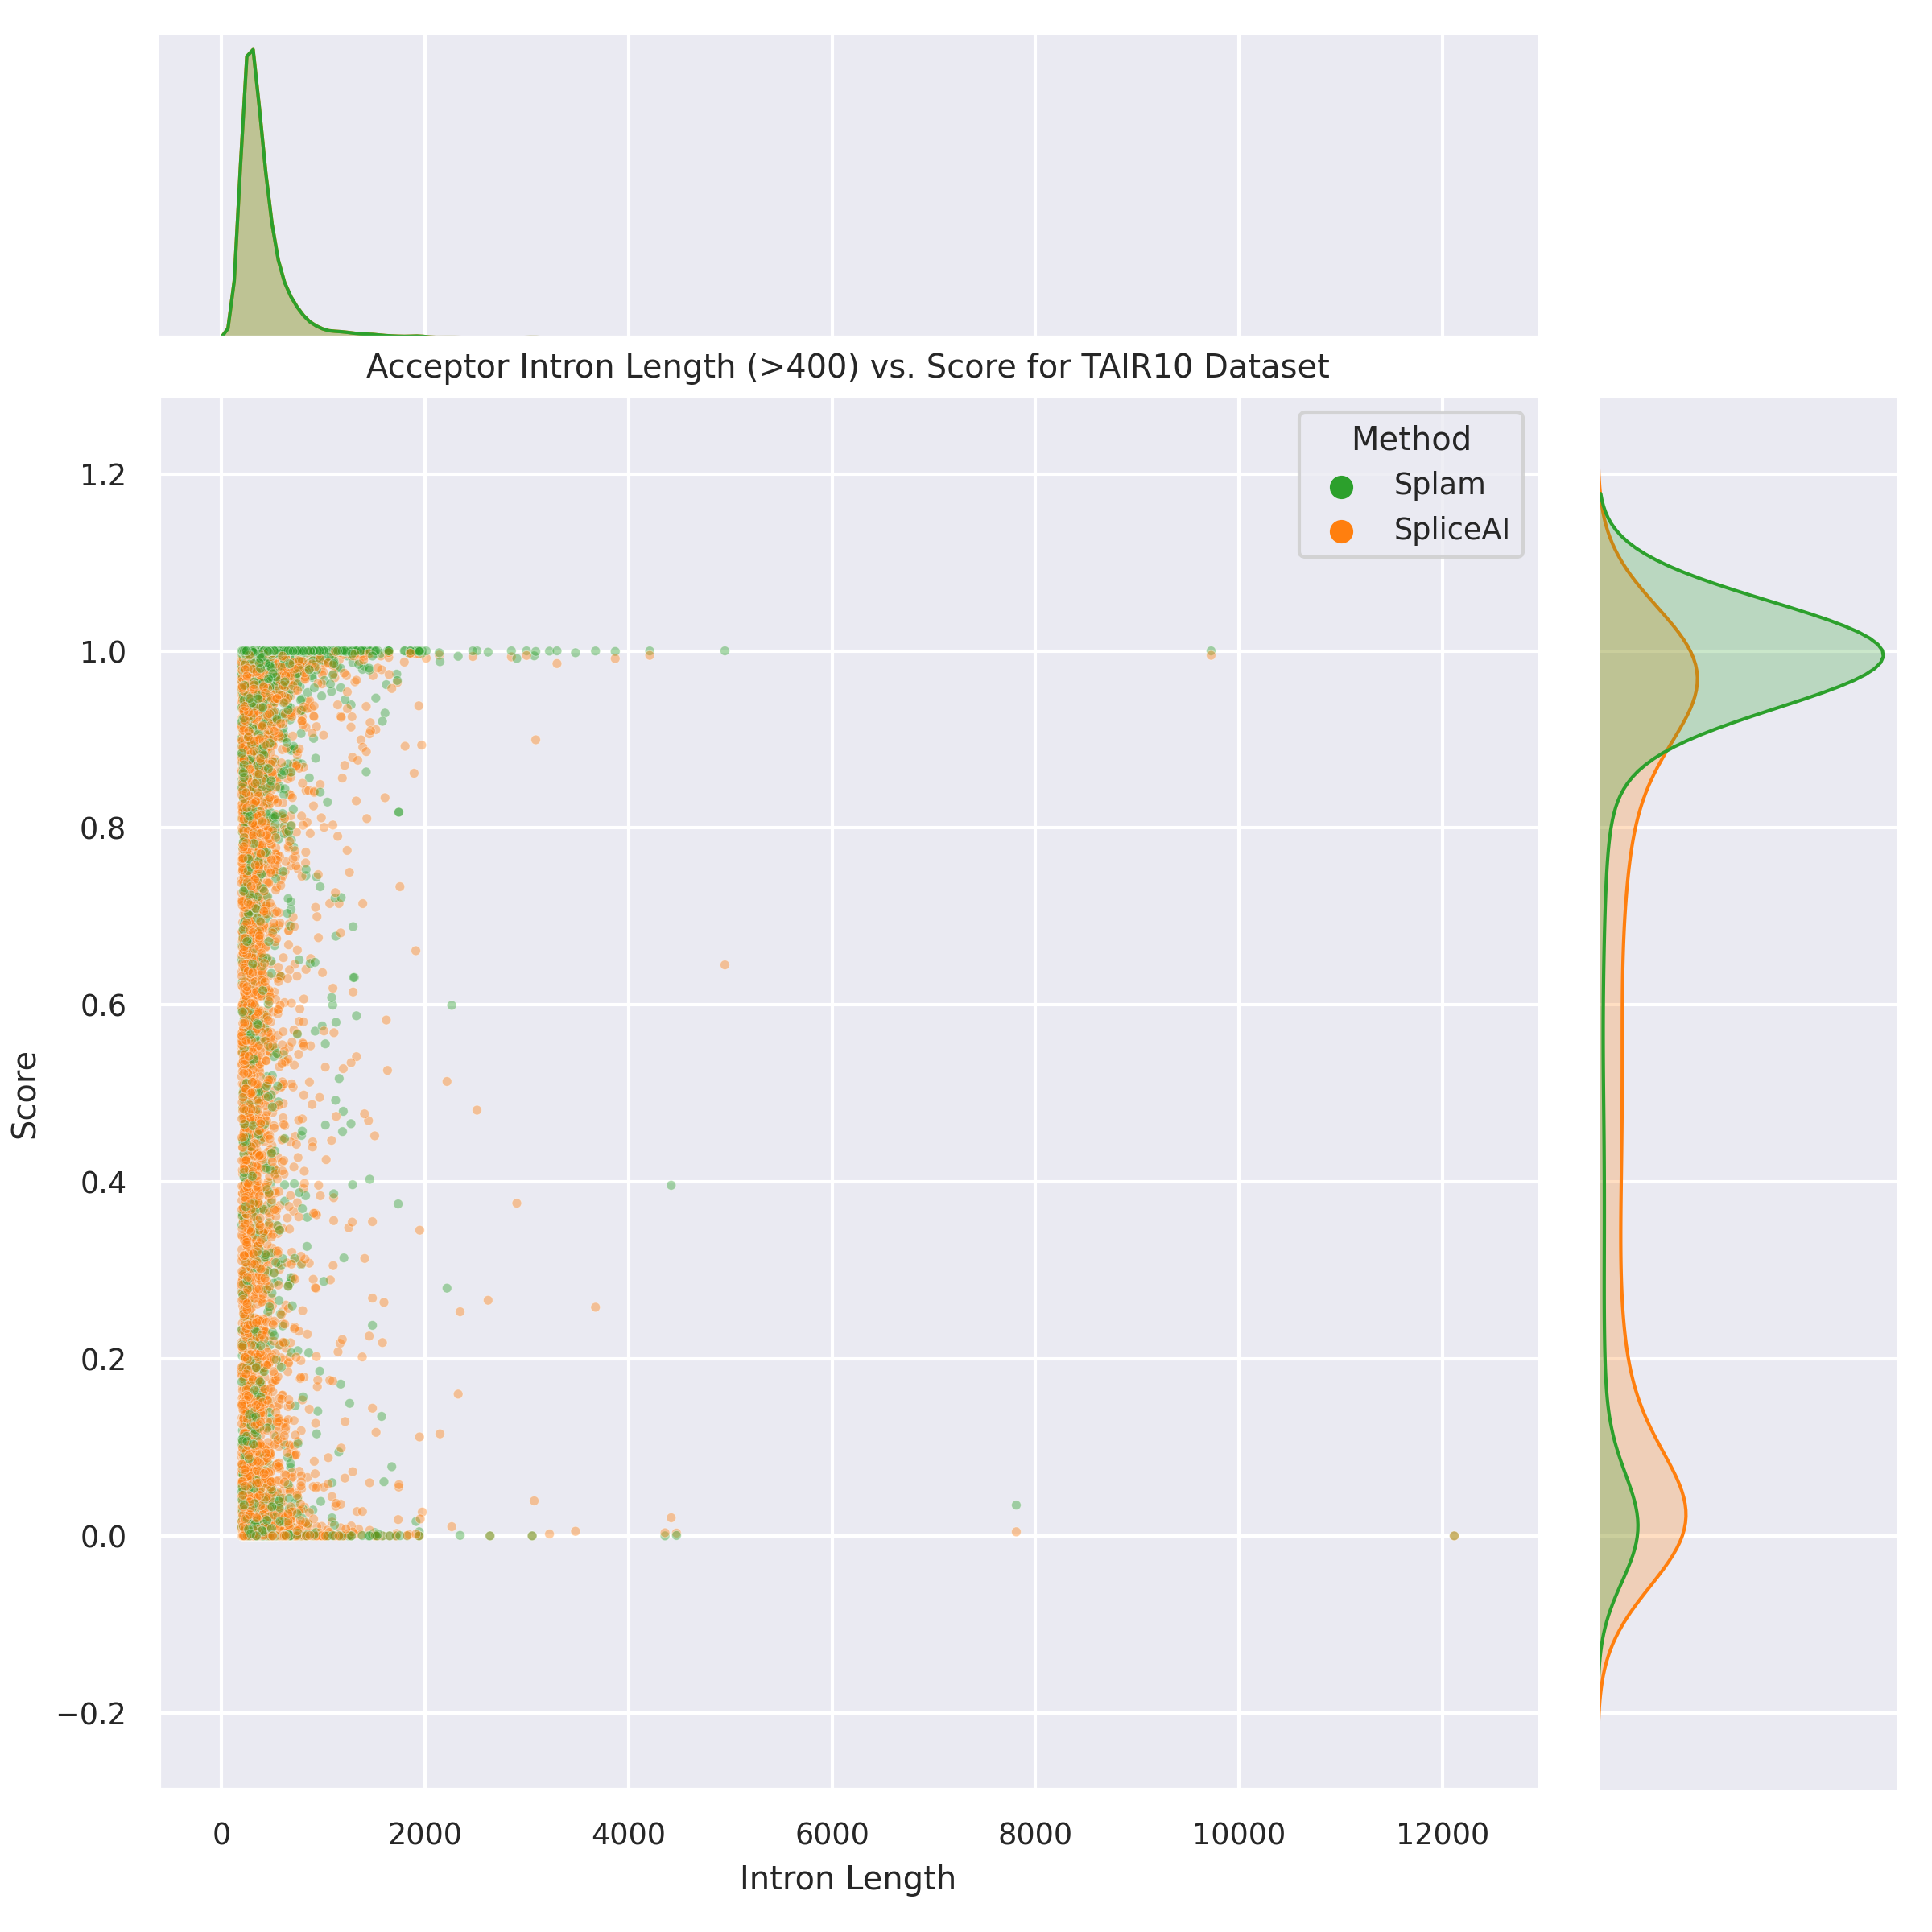 Acceptor Intron Length (>400) vs. Score for TAIR10 Dataset
Method
Splam
SpliceAI
1.2
1.0
0.8
0.6
0.4
0.2
0.0
−0.2
Score
0 2000 4000 6000 8000 10000 12000
Intron Length